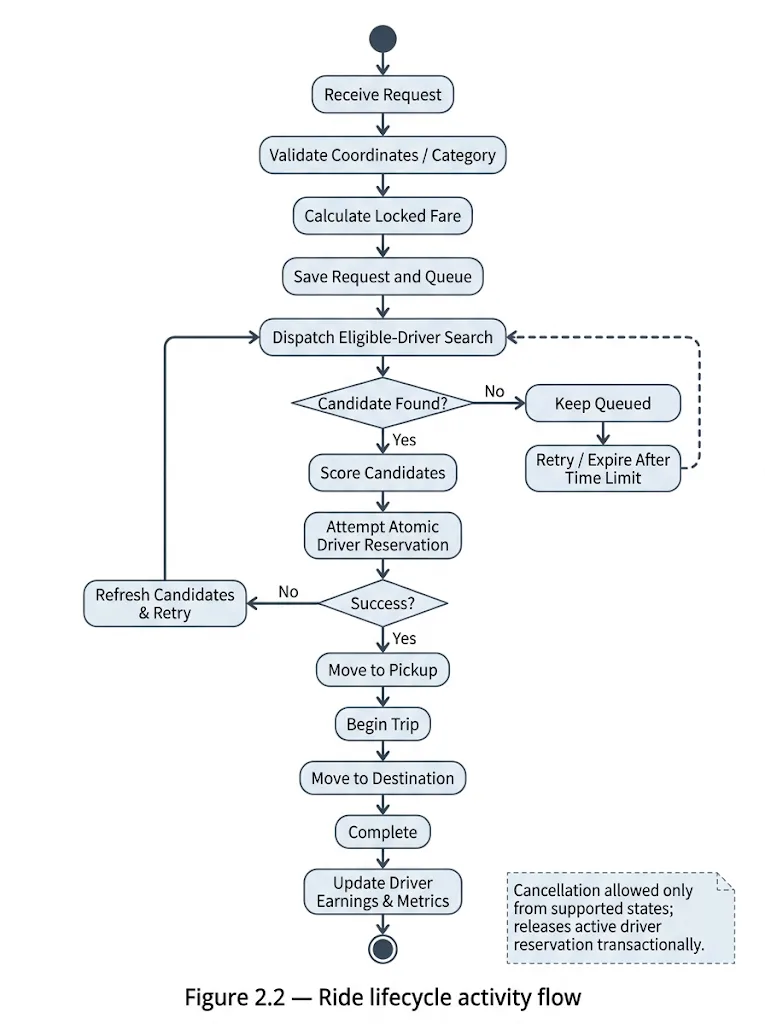 Receive Request
Validate Coordinates / Category
Calculate Locked Fare
Save Request and Queue
Dispatch Eligible-Driver Search
Candidate Found?
No
Keep Queued
Yes
Retry / Expire After
Time Limit
Score Candidates
Attempt Atomic
Driver Reservation
Refresh Candidates
& Retry
No
Success?
Yes
Move to Pickup
Begin Trip
Move to Destination
Complete
Update Driver
Earnings & Metrics
Cancellation allowed only
from supported states;
releases active driver
reservation transactionally.
Figure 2.2 — Ride lifecycle activity flow